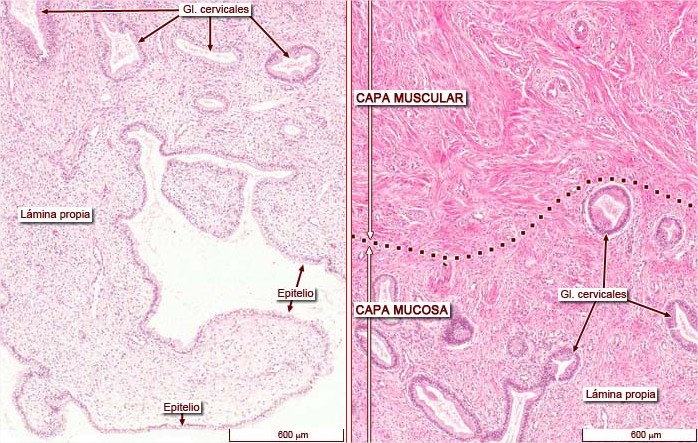 Gl. cervicales
Lámina propia
Epitelio
Epitelio
600 µm
CAPA MUSCULAR
Gl. cervicales
CAPA MUCOSA
Lámina propia
600 µm